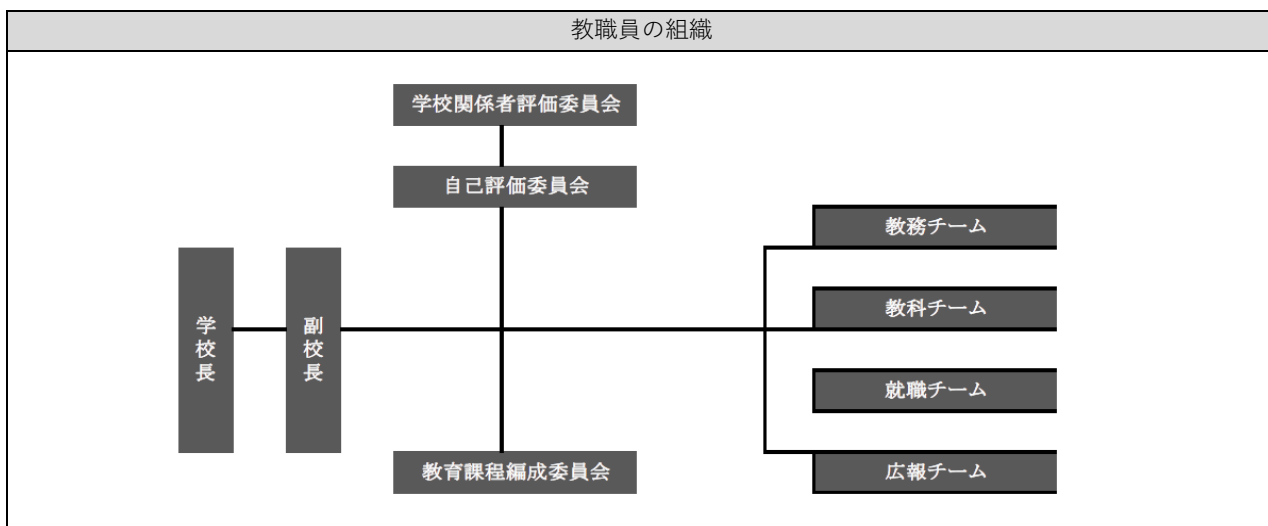 教職員の組織
学校関係者評価委員会
自己評価委員会
教務チーム
教科チーム
学校長
副校長
就職チーム
教育課程編成委員会
広報チーム